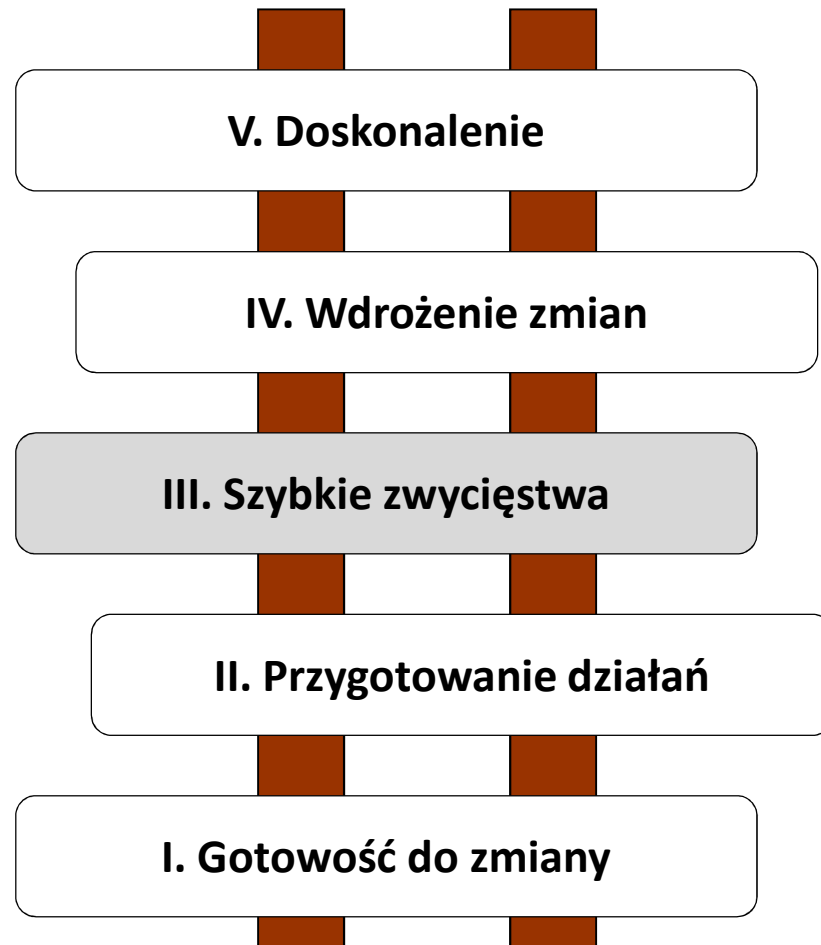 V. Doskonalenie
IV. Wdrożenie zmian
III. Szybkie zwycięstwa
II. Przygotowanie działań
I. Gotowość do zmiany